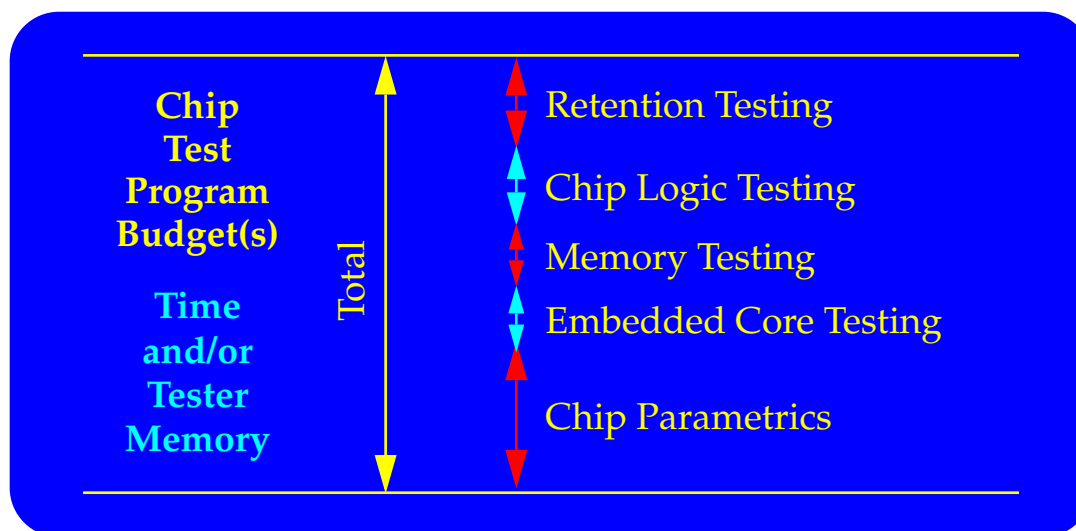 Chip
Test
Program
Budget(s)
Time
and/or
Tester
Memory
Total
Retention Testing
Chip Logic Testing
Memory Testing
Embedded Core Testing
Chip Parametrics